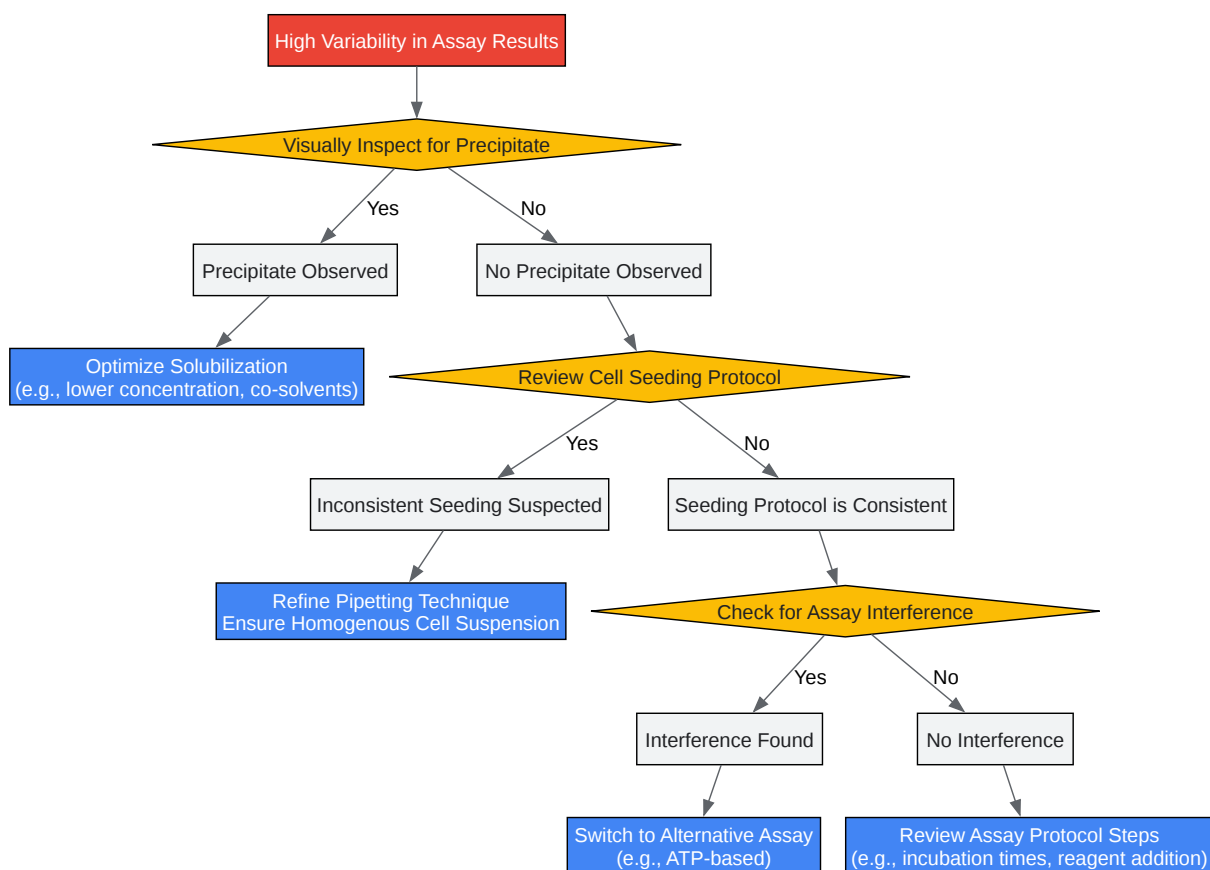 High Variability in Assay Results
Visually Inspect for Precipitate
Yes
No
Precipitate Observed
No Precipitate Observed
Optimize Solubilization
(e.g., lower concentration, co-solvents)
Review Cell Seeding Protocol
Yes
No
Inconsistent Seeding Suspected
Seeding Protocol is Consistent
Refine Pipetting Technique
Ensure Homogenous Cell Suspension
Check for Assay Interference
Yes
No
Interference Found
No Interference
Switch to Alternative Assay
(e.g., ATP-based)
Review Assay Protocol Steps
(e.g., incubation times, reagent addition)